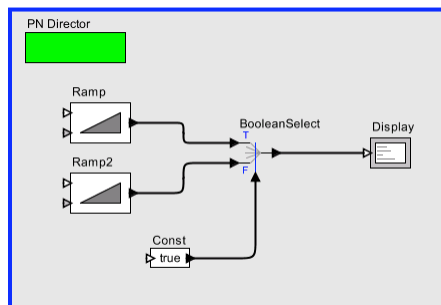 PN Director
Ramp
BooleanSelect
T
Display
Ramp2
F
Const
true